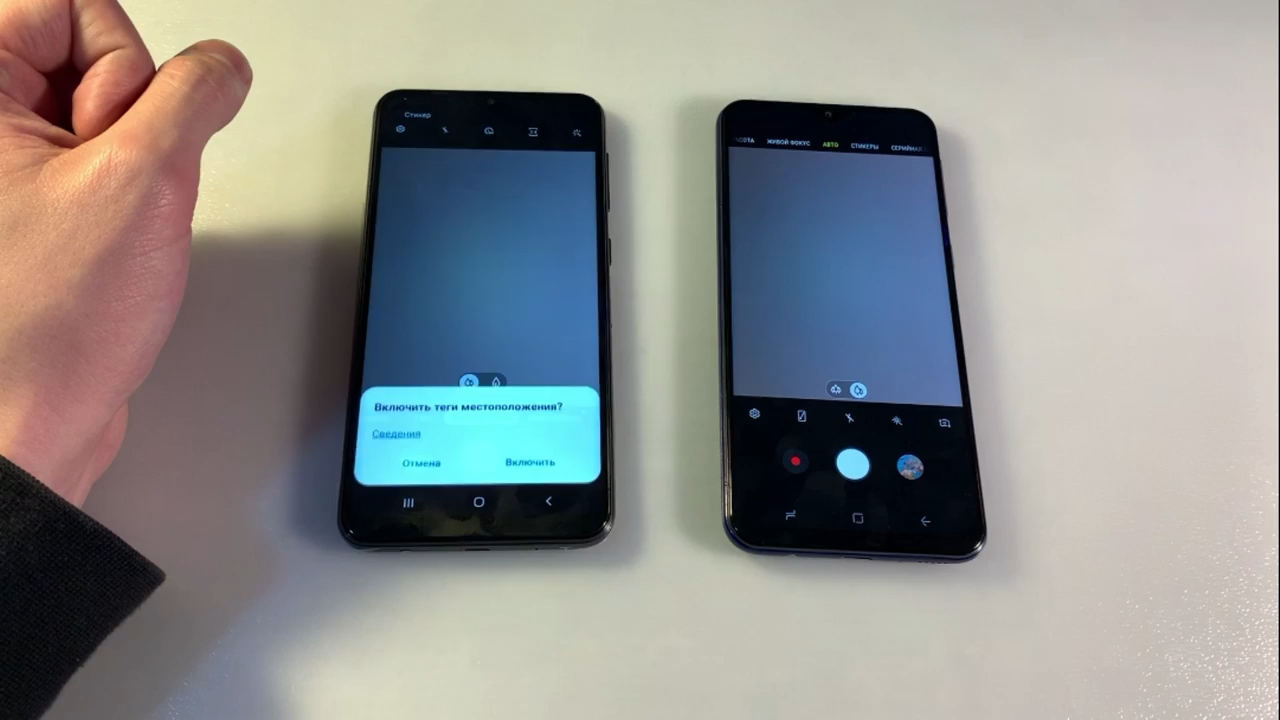 Стикер
Включить теги местоположения?
Сведения
Отмена
Включить
ЖИВОЙ ФОКУС АВТО СТИКЕРЫ